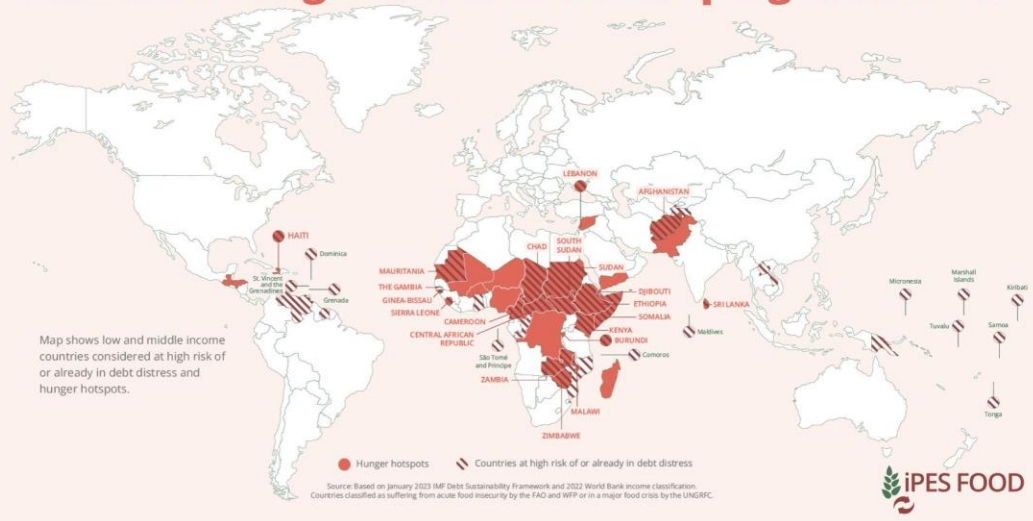 LEBANON
AFGHANISTAN
HAITI
Dominica
St. Vincent
and the
Grenadines
Grenada
CHAD
SOUTH
SUDAN
SUDAN
MAURITANIA
THE GAMBIA
GINEA-BISSAU
SIERRA LEONE
CAMEROON
CENTRAL AFRICAN
REPUBLIC
DJIBOUTI
ETHIOPIA
SOMALIA
KENYA
BURUNDI
SRI LANKA
Maldives
Comoros
São Tomé
and Principe
ZAMBIA
MALAWI
ZIMBABWE
Micronesia
Marshall
Islands
Kiribati
Tuvalu
Samoa
Tonga
Map shows low and middle income
countries considered at high risk of
or already in debt distress and
hunger hotspots.
Hunger hotspots
Countries at high risk of or already in debt distress
Source: Based on January 2023 IMF Debt Sustainability Framework and 2022 World Bank income classification.
Countries classified as suffering from acute food insecurity by the FAO and WFP or in a major food crisis by the UNGRFC.
iPES FOOD